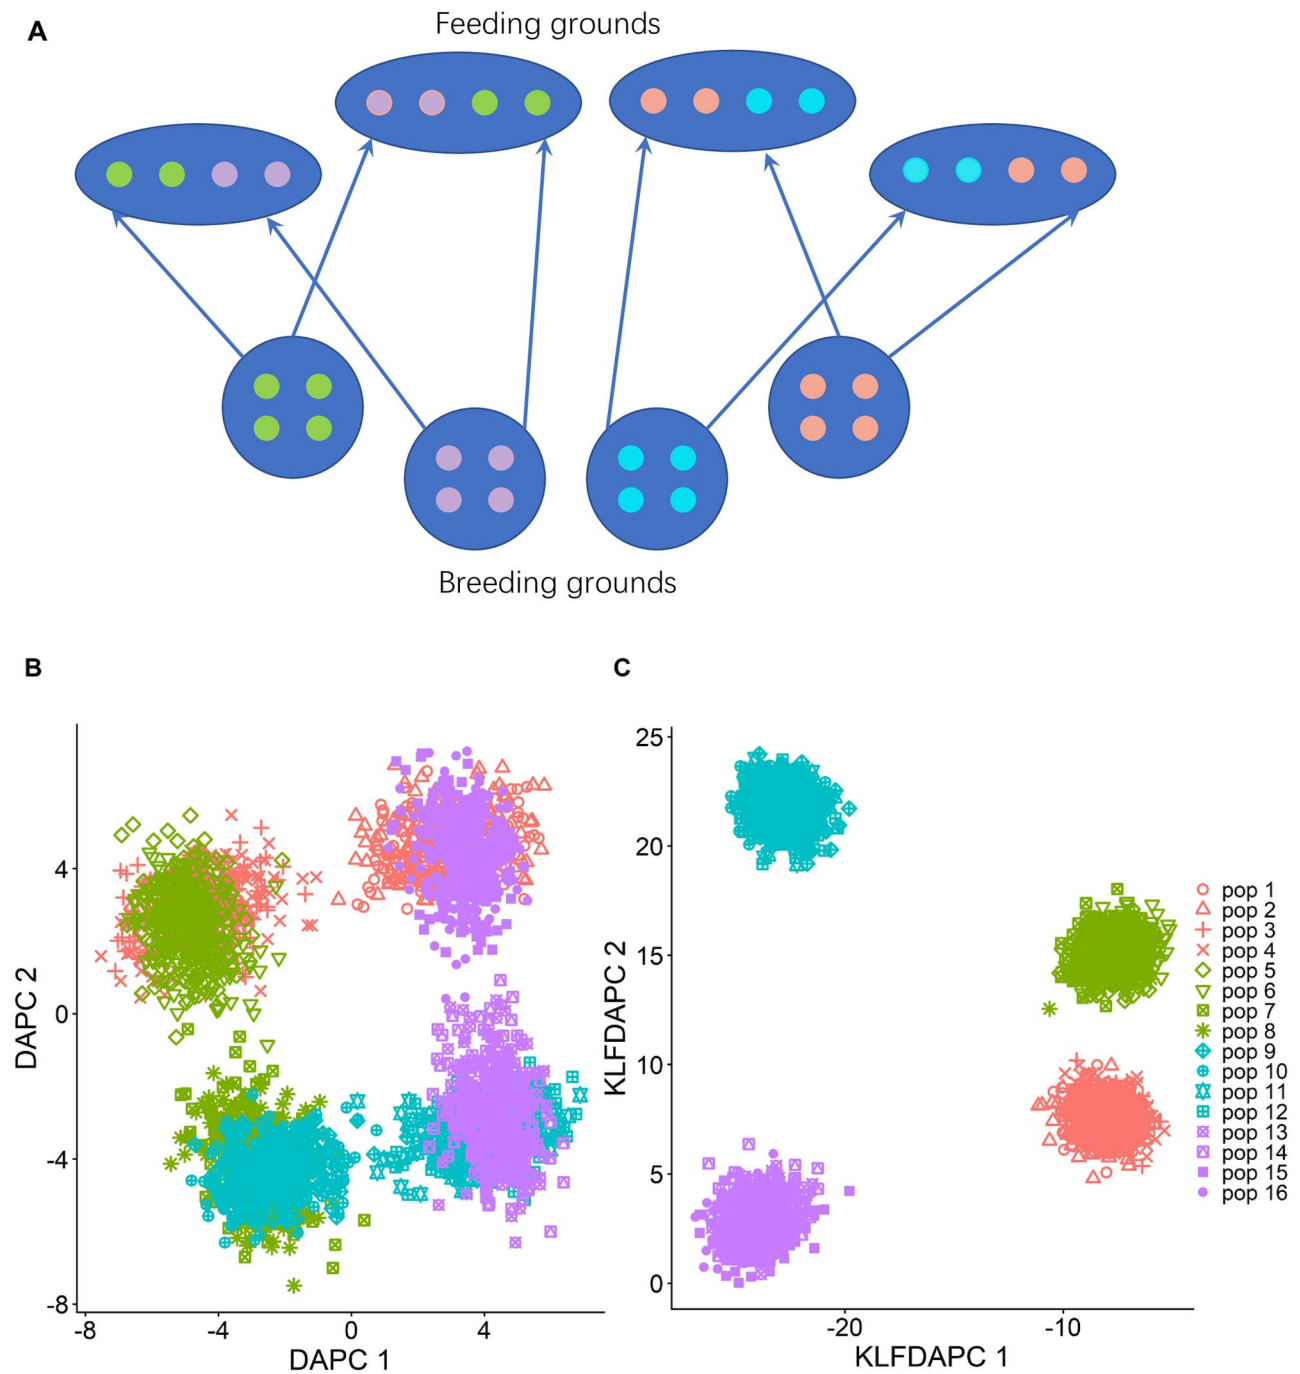 A
Feeding grounds
Breeding grounds
B
DAPC 2
4
0
-4
-8
-8
-4
0
4
DAPC 1
C
KLFDAPC 2
25
20
15
10
5
0
-20
-10
KLFDAPC 1
pop 1
pop 2
pop 3
pop 4
pop 5
pop 6
pop 7
pop 8
pop 9
pop 10
pop 11
pop 12
pop 13
pop 14
pop 15
pop 16